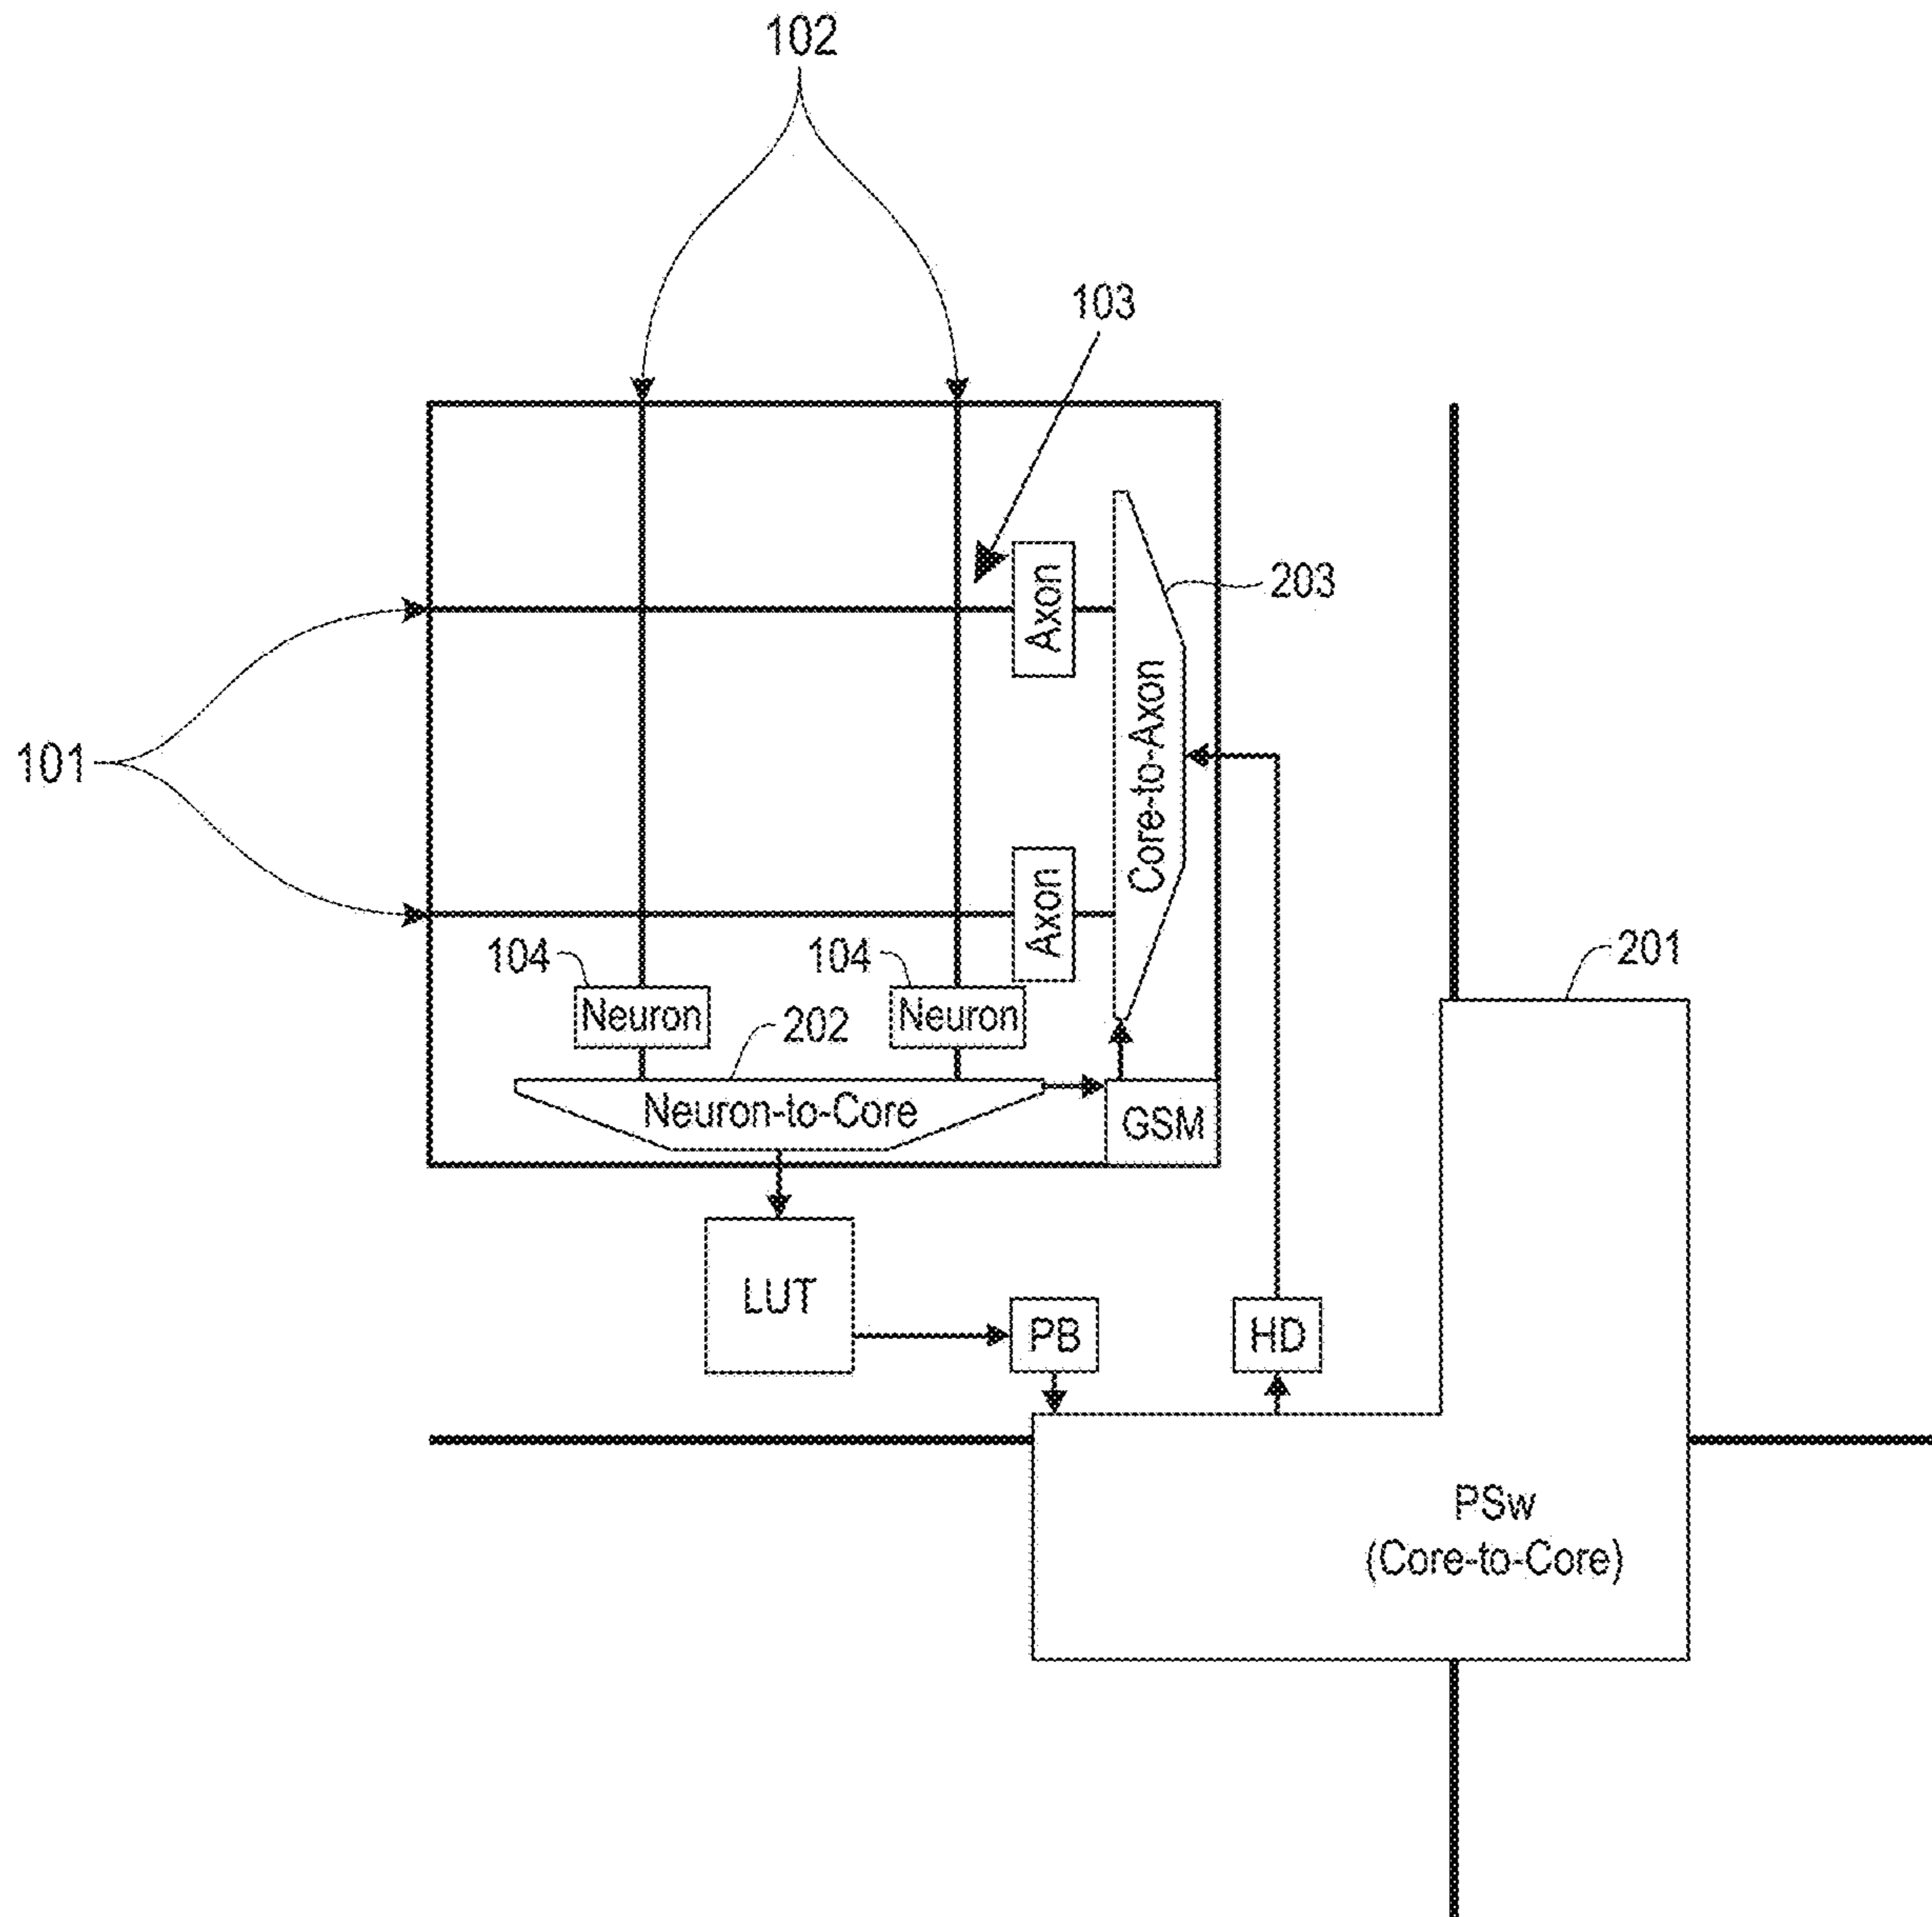 102
103
Axon
203
Core-to-Axon
101
Axon
104
104
201
Neuron
202
Neuron
Neuron-to-Core
GSM
LUT
PB
HD
PSw
(Core-to-Core)